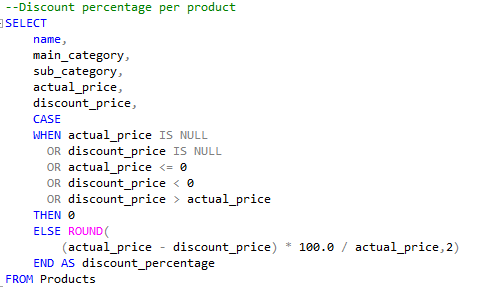 --Discount percentage per product
SELECT
    name,
    main_category,
    sub_category,
    actual_price,
    discount_price,
    CASE
    WHEN actual_price IS NULL
      OR discount_price IS NULL
      OR actual_price <= 0
      OR discount_price < 0
      OR discount_price > actual_price
    THEN 0
    ELSE ROUND(
        (actual_price - discount_price) * 100.0 / actual_price,2)
    END AS discount_percentage
FROM Products